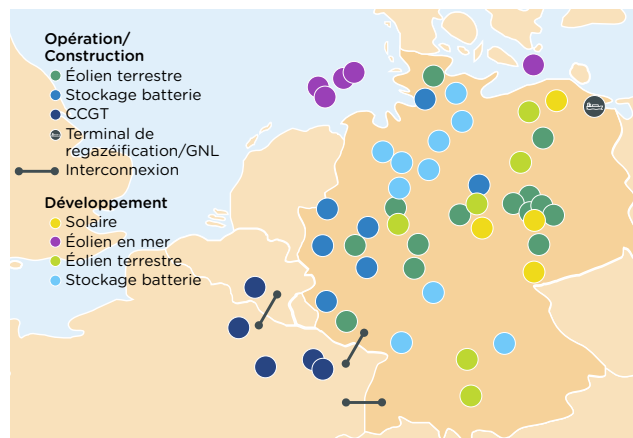 Opération/
Construction
Éolien terrestre
Stockage batterie
CCGT
Terminal de
regazéification/GNL
Interconnexion
Développement
Solaire
Éolien en mer
Éolien terrestre
Stockage batterie